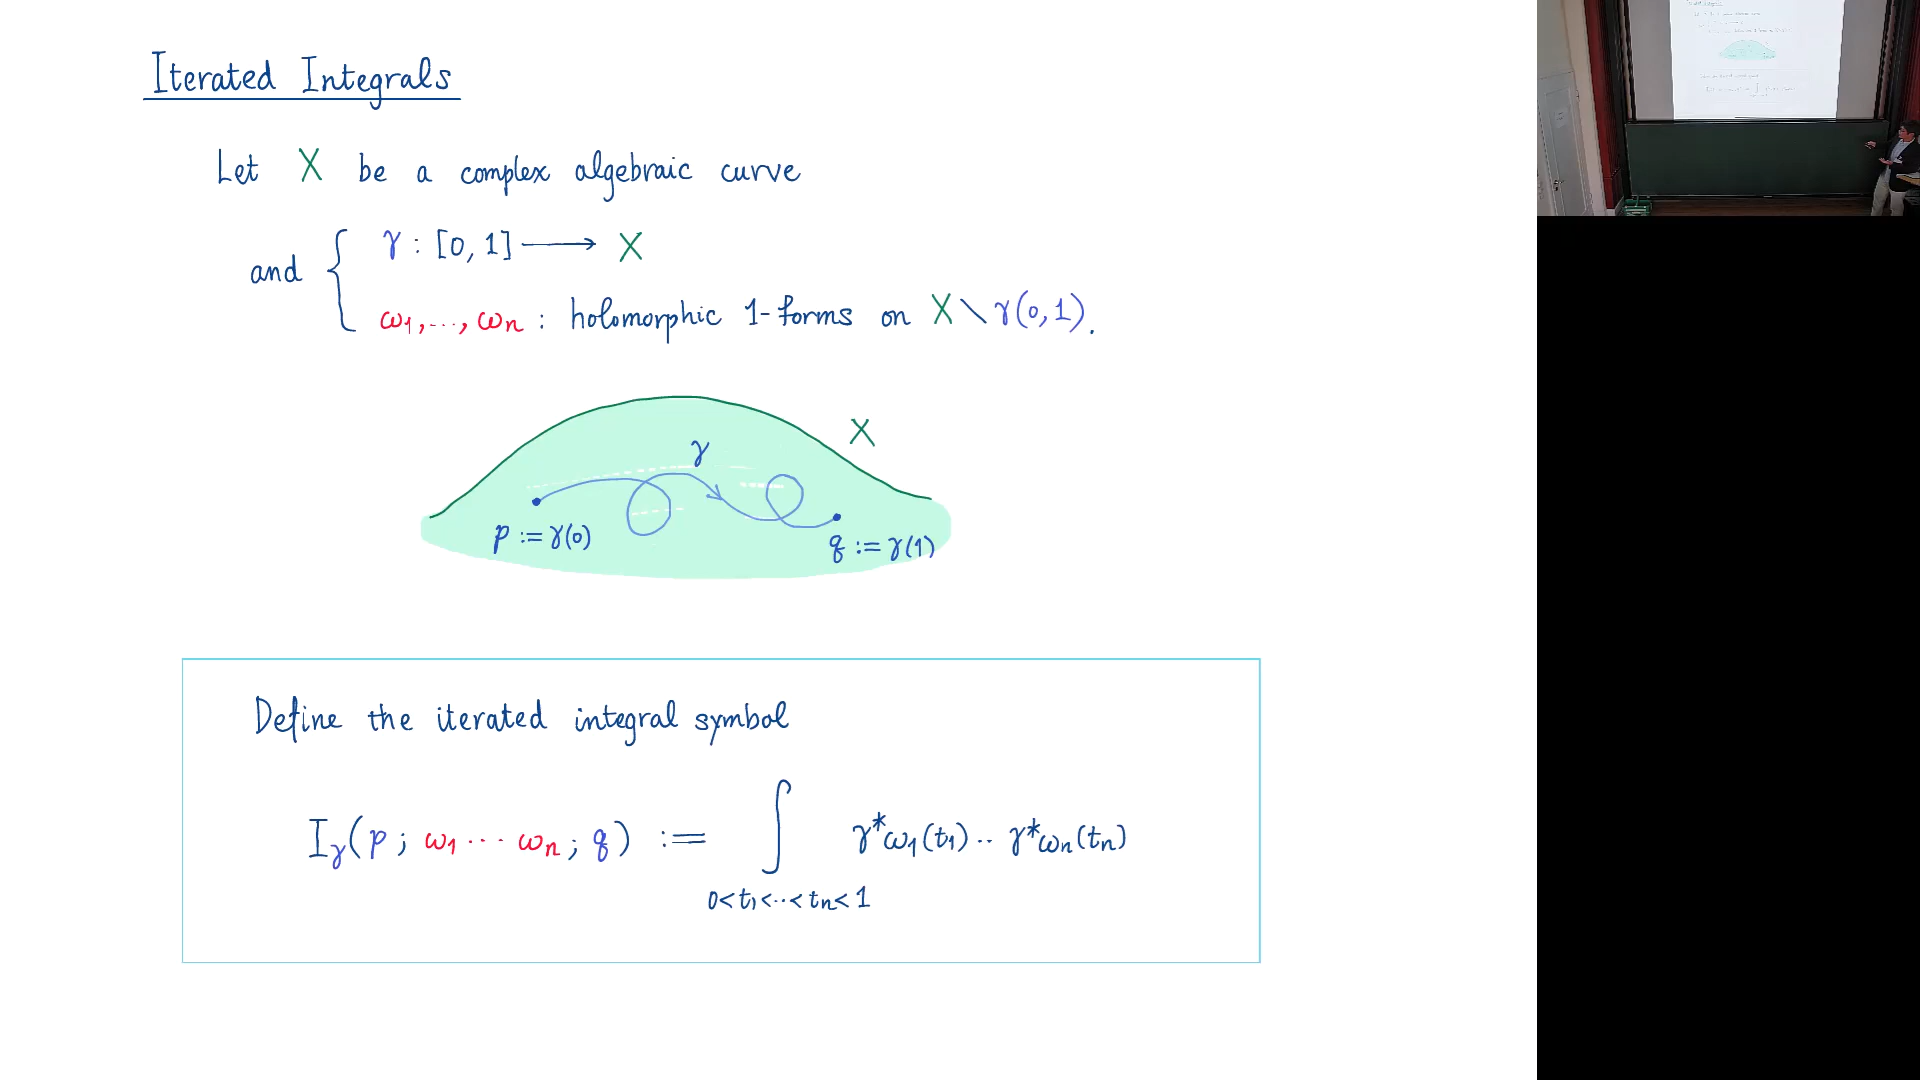 Iterated Integrals
Let X be a complex algebraic curve
and { γ : [0, 1] ⟶ X
ω1, ..., ωn : holomorphic 1-forms on X \ γ(0, 1).
X
γ
p := γ(0)
q := γ(1)
Define the iterated integral symbol
Iγ(p ; ω1 ··· ωn ; q) := ∫ γ*ω1(t1) ·· γ*ωn(tn)
0<t1<··<tn<1